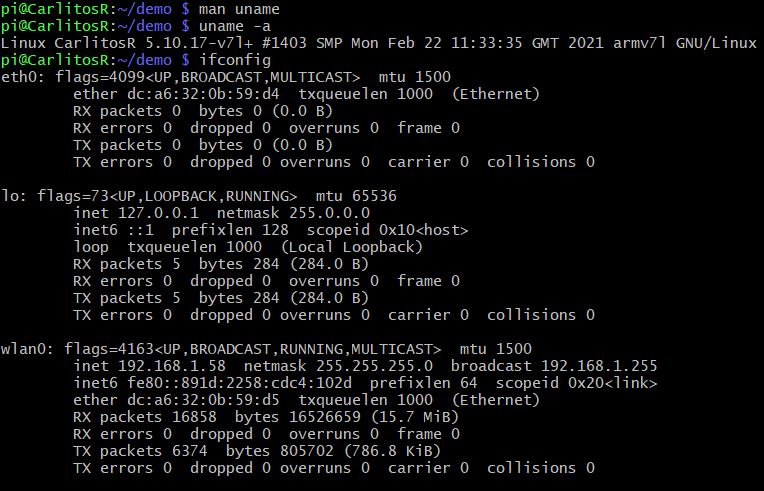 pi@CarlitosR:~/demo $ man uname
pi@CarlitosR:~/demo $ uname -a
Linux CarlitosR 5.10.17-v7l+ #1403 SMP Mon Feb 22 11:33:35 GMT 2021 armv7l GNU/Linux
pi@CarlitosR:~/demo $ ifconfig
eth0: flags=4099<UP,BROADCAST,MULTICAST>  mtu 1500
        ether dc:a6:32:0b:59:d4  txqueuelen 1000  (Ethernet)
        RX packets 0  bytes 0 (0.0 B)
        RX errors 0  dropped 0  overruns 0  frame 0
        TX packets 0  bytes 0 (0.0 B)
        TX errors 0  dropped 0 overruns 0  carrier 0  collisions 0

lo: flags=73<UP,LOOPBACK,RUNNING>  mtu 65536
        inet 127.0.0.1  netmask 255.0.0.0
        inet6 ::1  prefixlen 128  scopeid 0x10<host>
        loop  txqueuelen 1000  (Local Loopback)
        RX packets 5  bytes 284 (284.0 B)
        RX errors 0  dropped 0  overruns 0  frame 0
        TX packets 5  bytes 284 (284.0 B)
        TX errors 0  dropped 0 overruns 0  carrier 0  collisions 0

wlan0: flags=4163<UP,BROADCAST,RUNNING,MULTICAST>  mtu 1500
        inet 192.168.1.58  netmask 255.255.255.0  broadcast 192.168.1.255
        inet6 fe80::891d:2258:cdc4:102d  prefixlen 64  scopeid 0x20<link>
        ether dc:a6:32:0b:59:d5  txqueuelen 1000  (Ethernet)
        RX packets 16858  bytes 16526659 (15.7 MiB)
        RX errors 0  dropped 0  overruns 0  frame 0
        TX packets 6374  bytes 805702 (786.8 KiB)
        TX errors 0  dropped 0 overruns 0  carrier 0  collisions 0